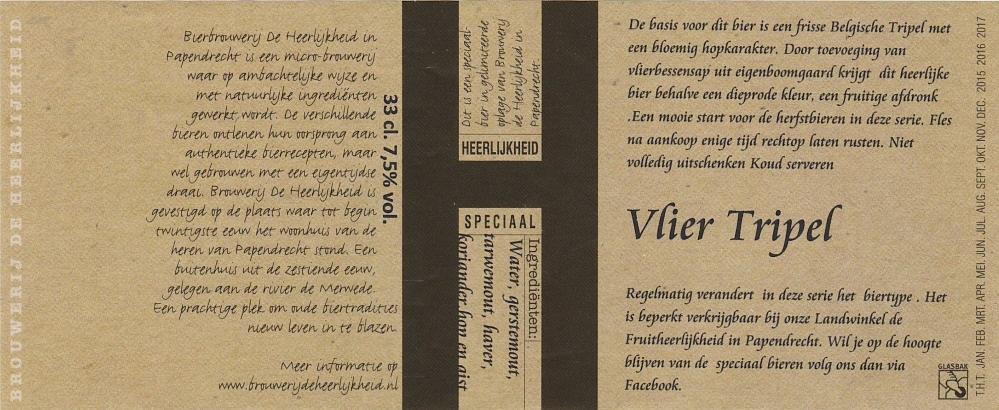 BROUWERIJ DE HEERLIJKHEID
Bierbrouwerij De Heerlijkheid in
Papendrecht is een micro-brouwerij
waar op ambachtelijke wijze en
met natuurlijke ingrediënten
gewerkt wordt. De verschillende
bieren ontlenen hun oorsprong aan
authentieke bierrecepten, maar
wel gebrouwen met een eigentijdse
draai. Brouwerij De Heerlijkheid is
gevestigd op de plaats waar tot begin
twintigste eeuw het woonhuis van de
heren van Papendrecht stond. Een
buitenhuis uit de zestiende eeuw,
gelegen aan de rivier de Merwede.
Een prachtige plek om oude biertradities
nieuw leven in te blazen.
Meer informatie op
www.brouwerijdeheerlijkheid.nl
33 cl. 7,5% vol.
Dit is een speciaal-
bier in gelimiteerde
oplage van Brouwerij
de Heerlijkheid in
Papendrecht.
HEERLIJKHEID
SPECIAAL
Ingrediënten:
Water, gerstemout,
tarwemout, haver,
koriander,hop en gist
De basis voor dit bier is een frisse Belgische Tripel met
een bloemig hopkarakter. Door toevoeging van
vlierbessensap uit eigenboomgaard krijgt dit heerlijke
bier behalve een dieprode kleur, een fruitige afdronk
.Een mooie start voor de herfstbieren in deze serie. Fles
na aankoop enige tijd rechtop laten rusten. Niet
volledig uitschenken Koud serveren
Vlier Tripel
Regelmatig verandert in deze serie het biertype . Het
is beperkt verkrijgbaar bij onze Landwinkel de
Fruitheerlijkheid in Papendrecht. Wil je op de hoogte
blijven van de speciaal bieren volg ons dan via
Facebook.
GLASBAK
T.H.T. JAN. FEB. MRT. APR. MEI. JUN. JUL. AUG. SEPT. OKT. NOV. DEC. 2015 2016 2017